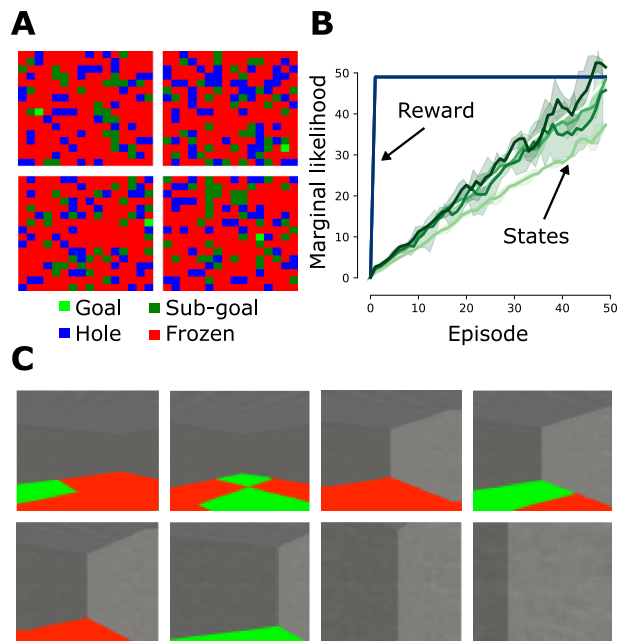 A
B
Goal
Sub-goal
Hole
Frozen
Marginal likelihood
50
40
30
20
10
0
Reward
States
0
10
20
30
40
50
Episode
C